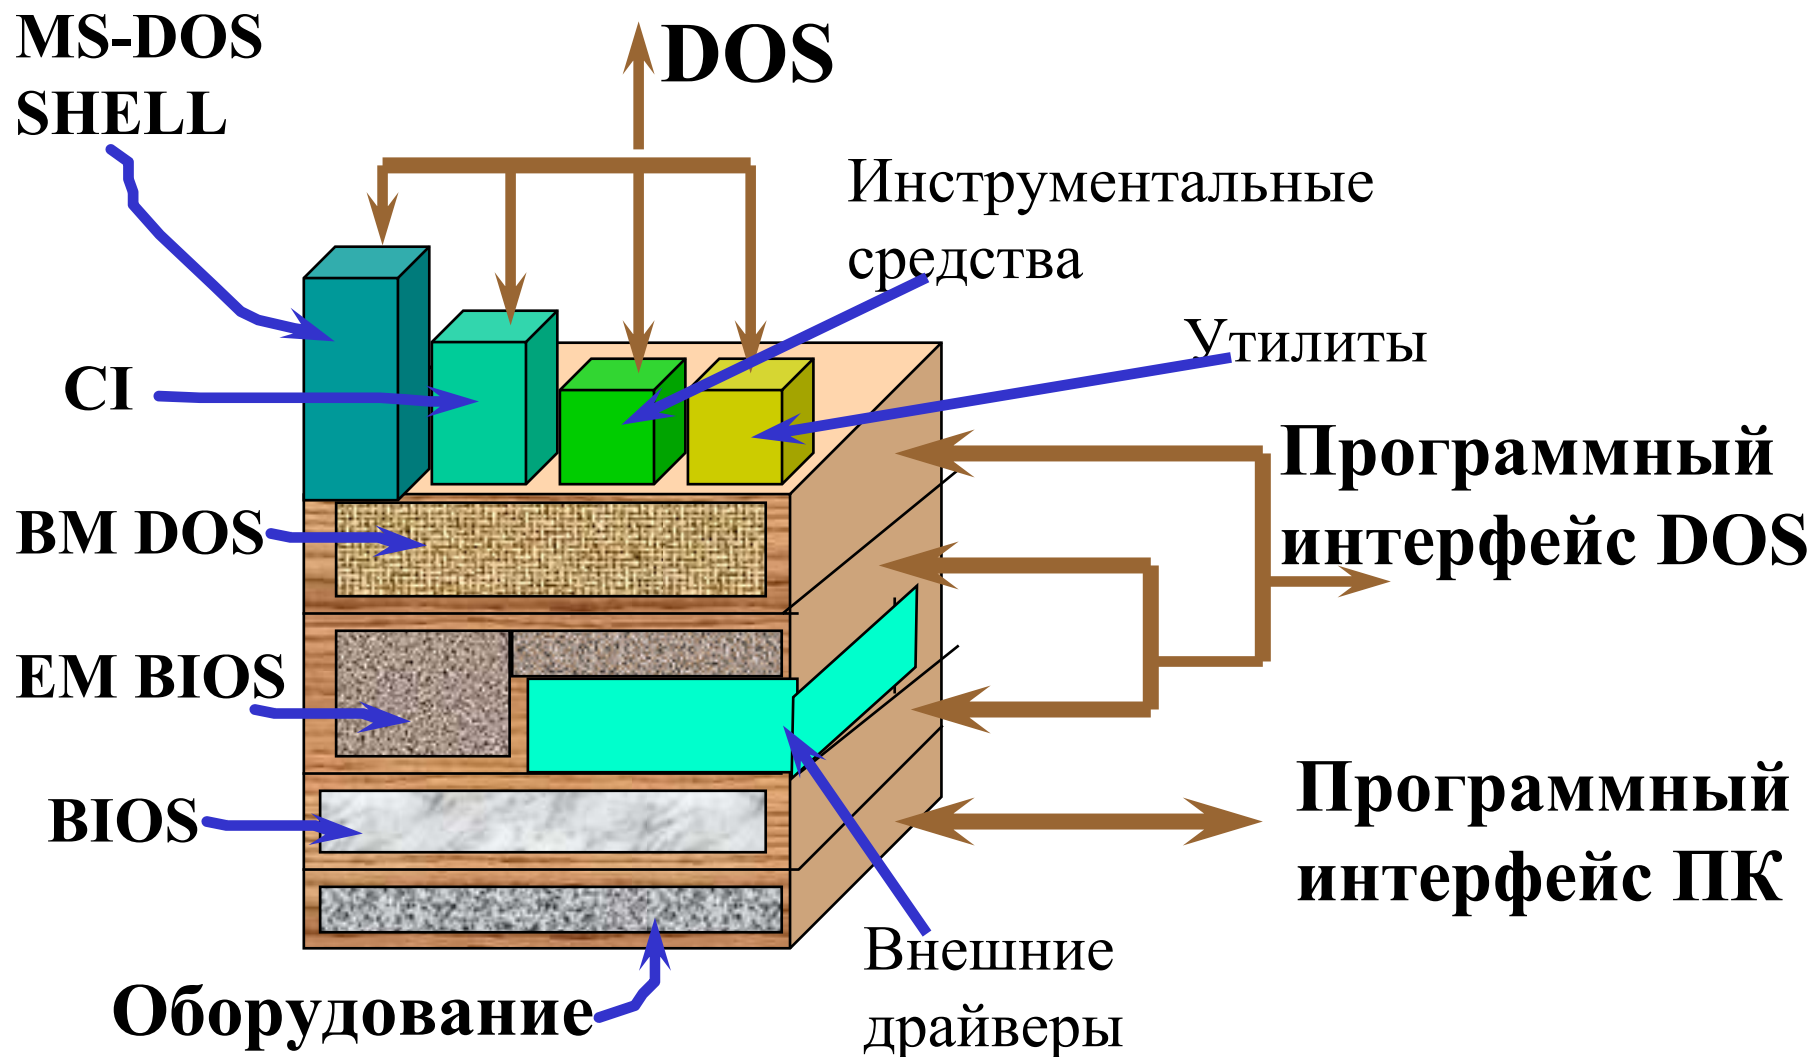 MS-DOS
SHELL
DOS
Инструментальные
средства
Утилиты
CI
Программный
интерфейс DOS
BM DOS
EM BIOS
BIOS
Программный
интерфейс ПК
Внешние
драйверы
Оборудование